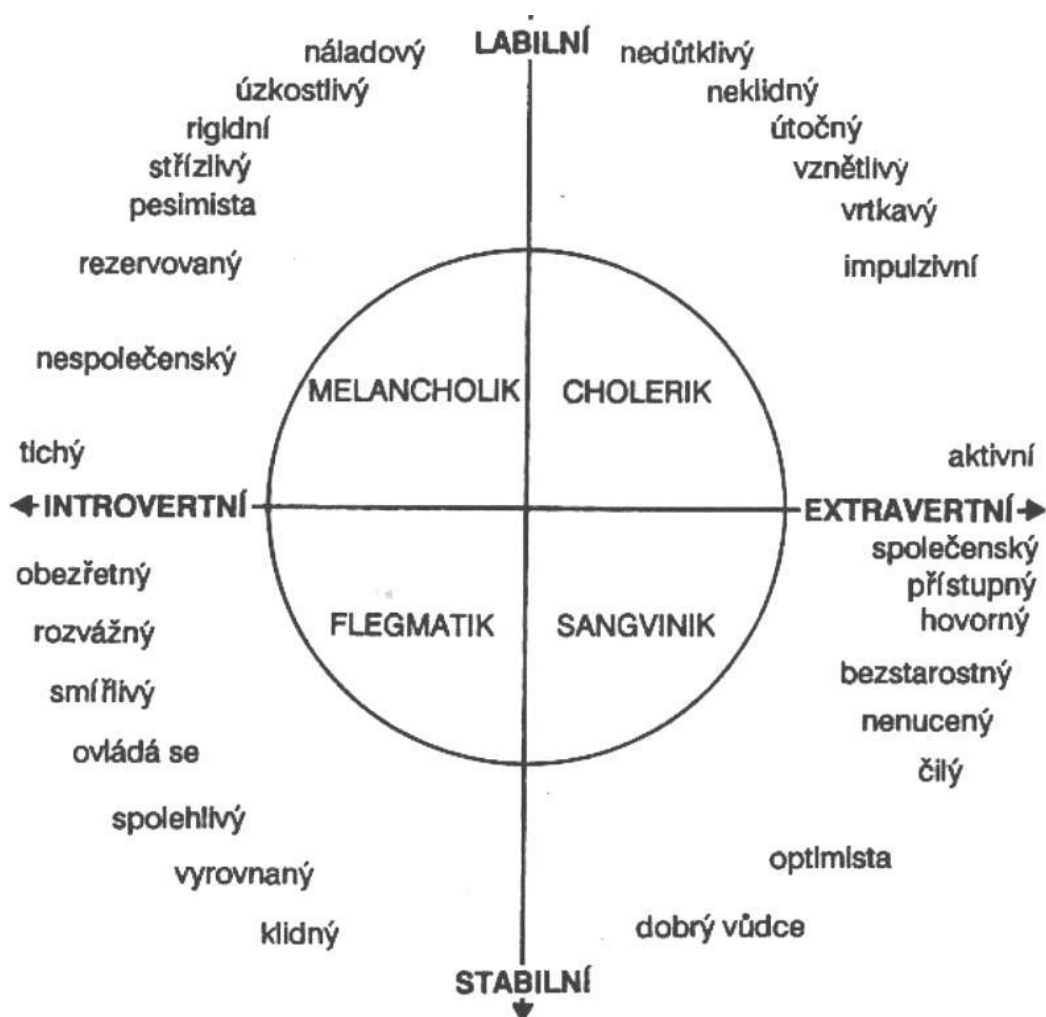 LABILNÍ
náladový
nedůtklivý
úzkostlivý
neklidný
rigidní
útočný
střízlivý
vznětlivý
pesimista
vrtkavý
rezervovaný
impulzivní
nespolečenský
MELANCHOLIK
CHOLERIK
tichý
aktivní
INTROVERTNÍ
EXTRAVERTNÍ
společenský
obezřetný
přístupný
hovorný
rozvážný
FLEGMATIK
SANGVINIK
bezstarostný
smířlivý
nenucený
ovládá se
čilý
spolehlivý
optimista
vyrovnaný
klidný
dobrý vůdce
STABILNÍ